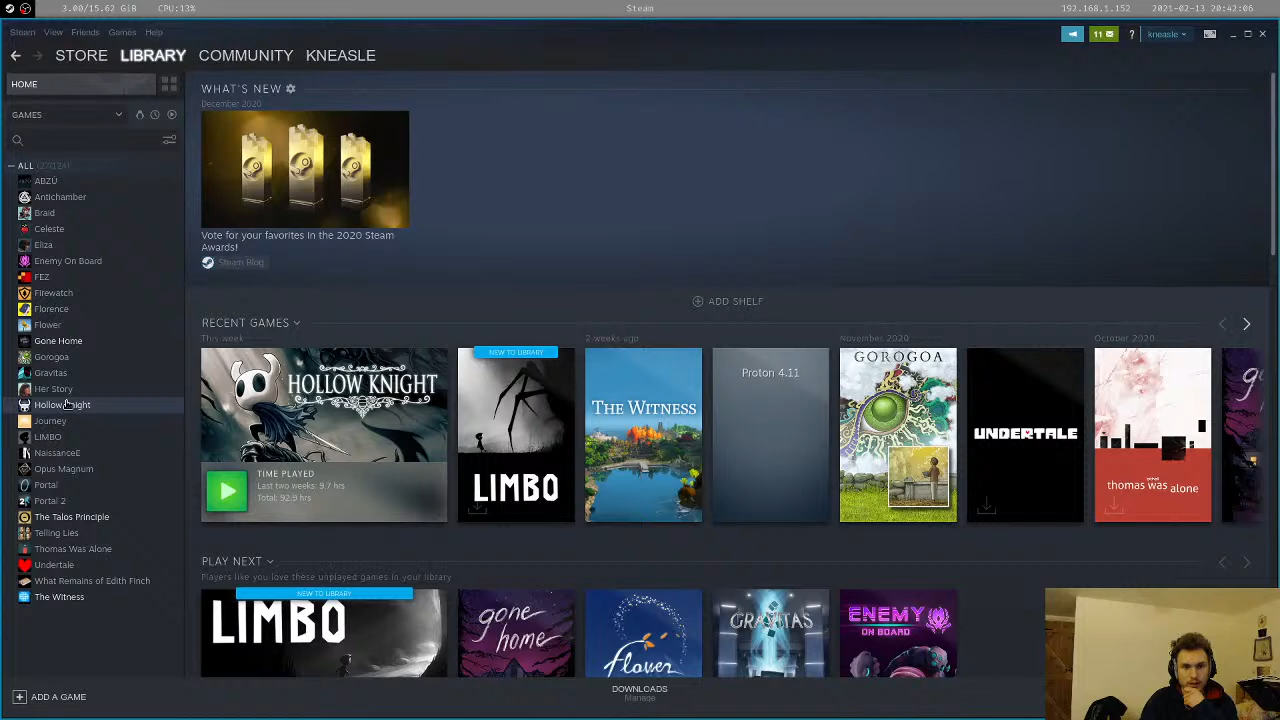 3.00/15.62 GiB
CPU:13%
Steam
192.168.1.152
2021-02-13 20:42:06
Steam
View
Friends
Games
Help
11
?
kneasle
STORE
LIBRARY
COMMUNITY
KNEASLE
HOME
GAMES
ALL (27/124)
ABZÛ
Antichamber
Braid
Celeste
Eliza
Enemy On Board
FEZ
Firewatch
Florence
Flower
Gone Home
Gorogoa
Gravitas
Her Story
Hollow Knight
Journey
LIMBO
NaissanceE
Opus Magnum
Portal
Portal 2
The Talos Principle
Telling Lies
Thomas Was Alone
Undertale
What Remains of Edith Finch
The Witness
ADD A GAME
WHAT'S NEW
December 2020
Vote for your favorites in the 2020 Steam
Awards!
Steam Blog
ADD SHELF
RECENT GAMES
This week
2 weeks ago
November 2020
October 2020
HOLLOW KNIGHT
TIME PLAYED
Last two weeks: 9.7 hrs
Total: 92.9 hrs
NEW TO LIBRARY
LIMBO
THE WITNESS
Proton 4.11
GOROGOA
UNDERTALE
thomas was alone
PLAY NEXT
Players like you love these unplayed games in your library
NEW TO LIBRARY
LIMBO
gone
home
flower
GRAVITAS
ENEMY
ON BOARD
DOWNLOADS
Manage